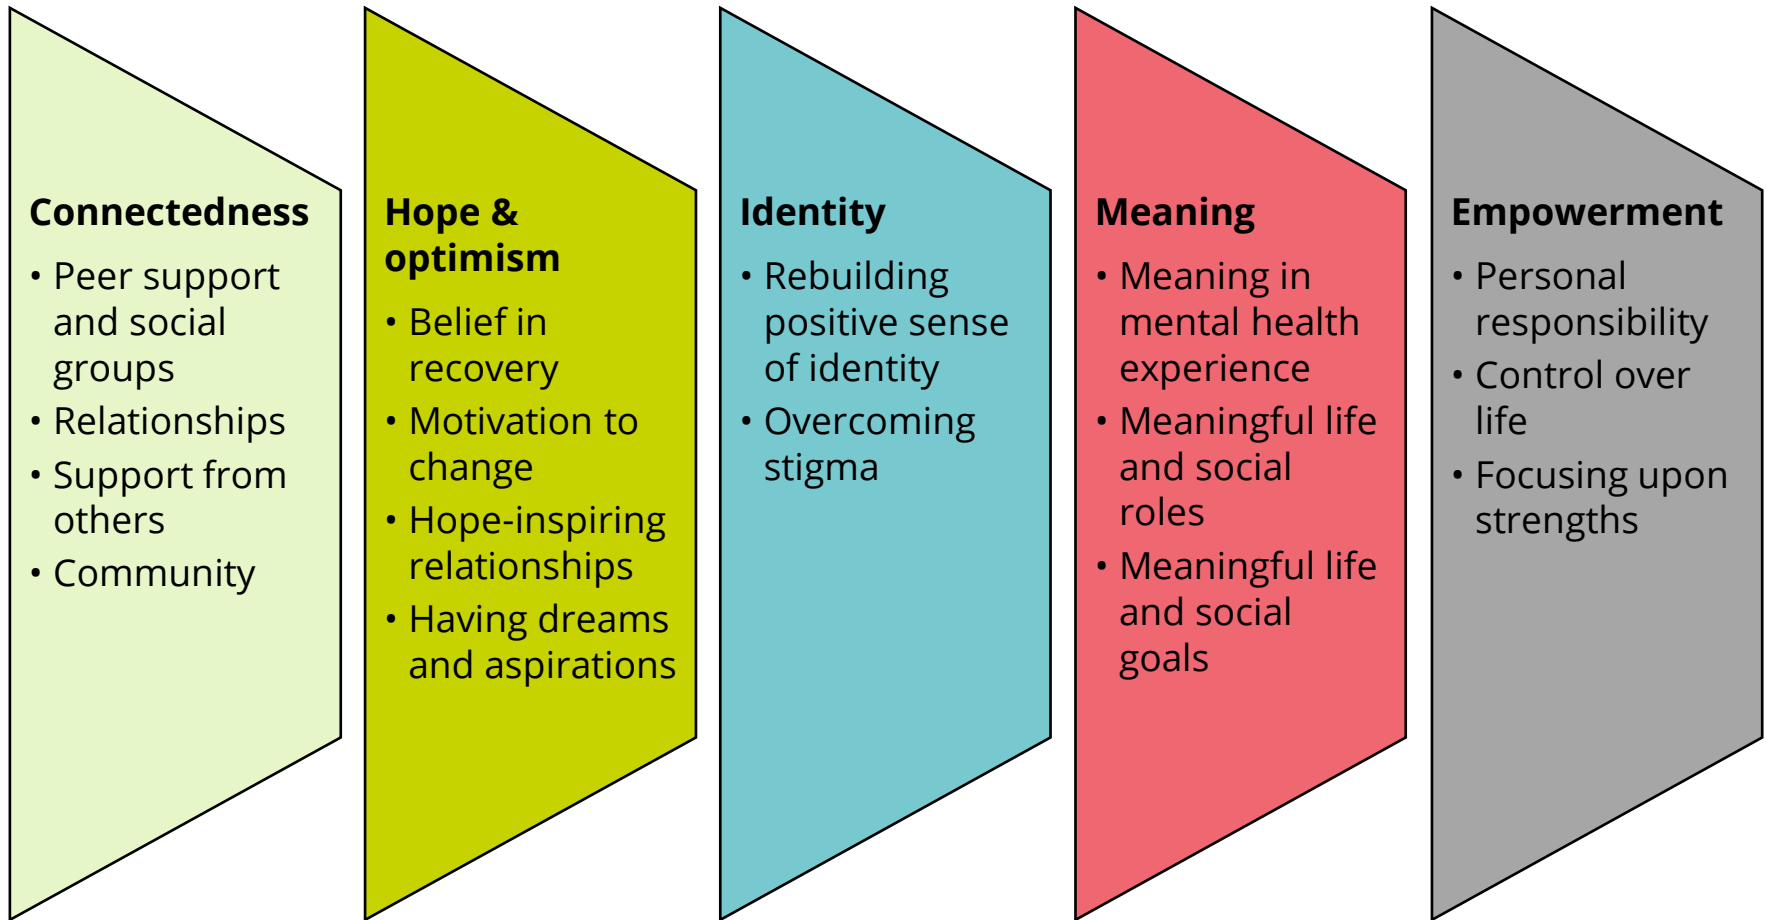 Connectedness
• Peer support
and social
groups
• Relationships
• Support from
others
• Community
Hope &
optimism
• Belief in
recovery
• Motivation to
change
• Hope-inspiring
relationships
• Having dreams
and aspirations
Identity
• Rebuilding
positive sense
of identity
• Overcoming
stigma
Meaning
• Meaning in
mental health
experience
• Meaningful life
and social
roles
• Meaningful life
and social
goals
Empowerment
• Personal
responsibility
• Control over
life
• Focusing upon
strengths